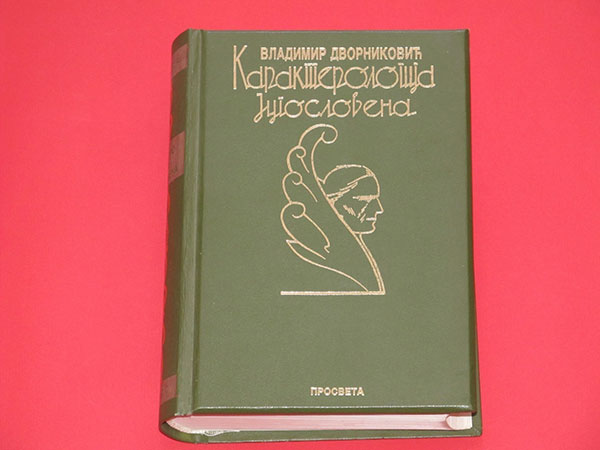 ВЛАДИМИР ДВОРНИКОВИЋ
Карактерологија
Југословена
ПРОСВЕТА